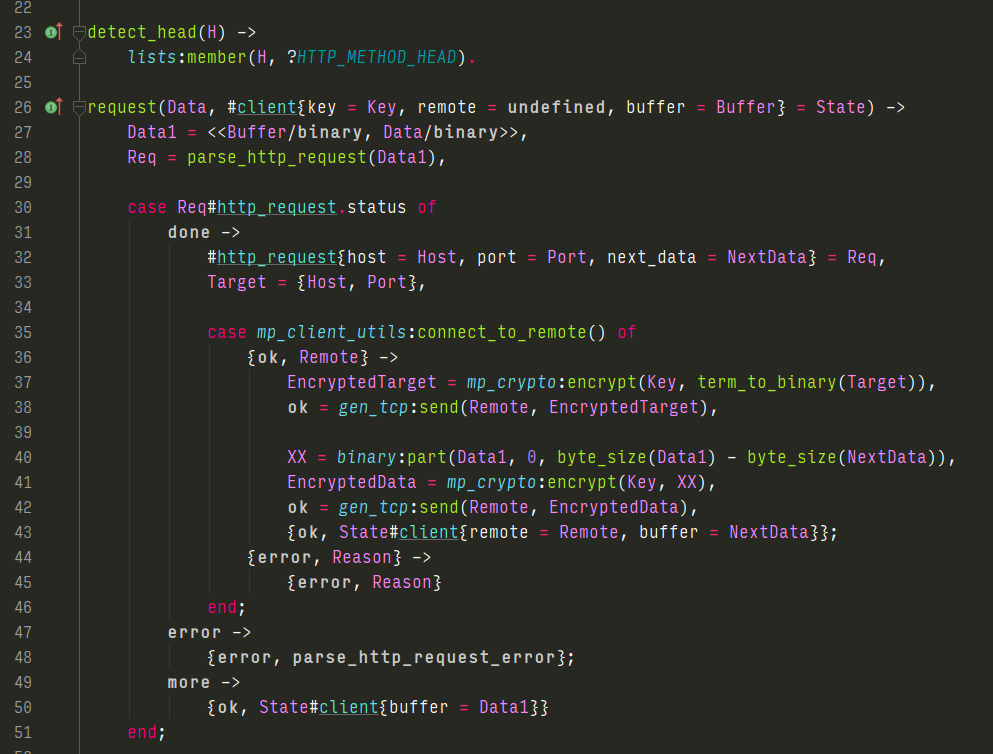 22
23 detect_head(H) ->
24     lists:member(H, ?HTTP_METHOD_HEAD).
25
26 request(Data, #client{key = Key, remote = undefined, buffer = Buffer} = State) ->
27     Data1 = <<Buffer/binary, Data/binary>>,
28     Req = parse_http_request(Data1),
29
30     case Req#http_request.status of
31         done ->
32             #http_request{host = Host, port = Port, next_data = NextData} = Req,
33             Target = {Host, Port},
34
35             case mp_client_utils:connect_to_remote() of
36                 {ok, Remote} ->
37                     EncryptedTarget = mp_crypto:encrypt(Key, term_to_binary(Target)),
38                     ok = gen_tcp:send(Remote, EncryptedTarget),
39
40                     XX = binary:part(Data1, 0, byte_size(Data1) - byte_size(NextData)),
41                     EncryptedData = mp_crypto:encrypt(Key, XX),
42                     ok = gen_tcp:send(Remote, EncryptedData),
43                     {ok, State#client{remote = Remote, buffer = NextData}};
44                 {error, Reason} ->
45                     {error, Reason}
46             end;
47         error ->
48             {error, parse_http_request_error};
49         more ->
50             {ok, State#client{buffer = Data1}}
51     end;